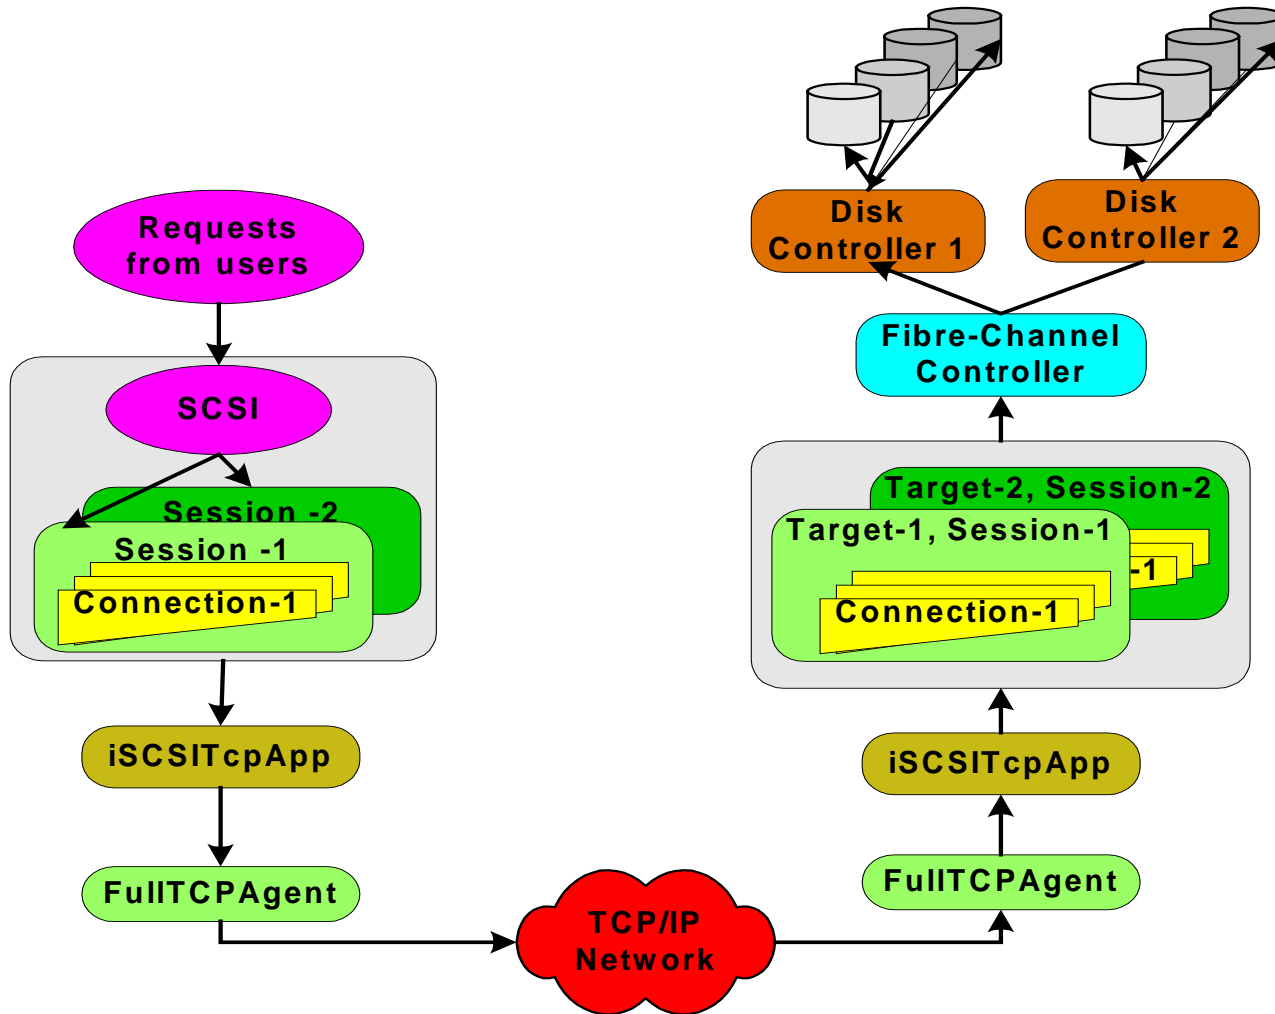 Requests
from users
SCSI
Session -2
Session -1
Connection-1
iSCSITcpApp
FullTCPAgent
TCP/IP
Network
FullTCPAgent
iSCSITcpApp
Target-2, Session-2
Target-1, Session-1
-1
Connection-1
Fibre-Channel
Controller
Disk
Controller 1
Disk
Controller 2